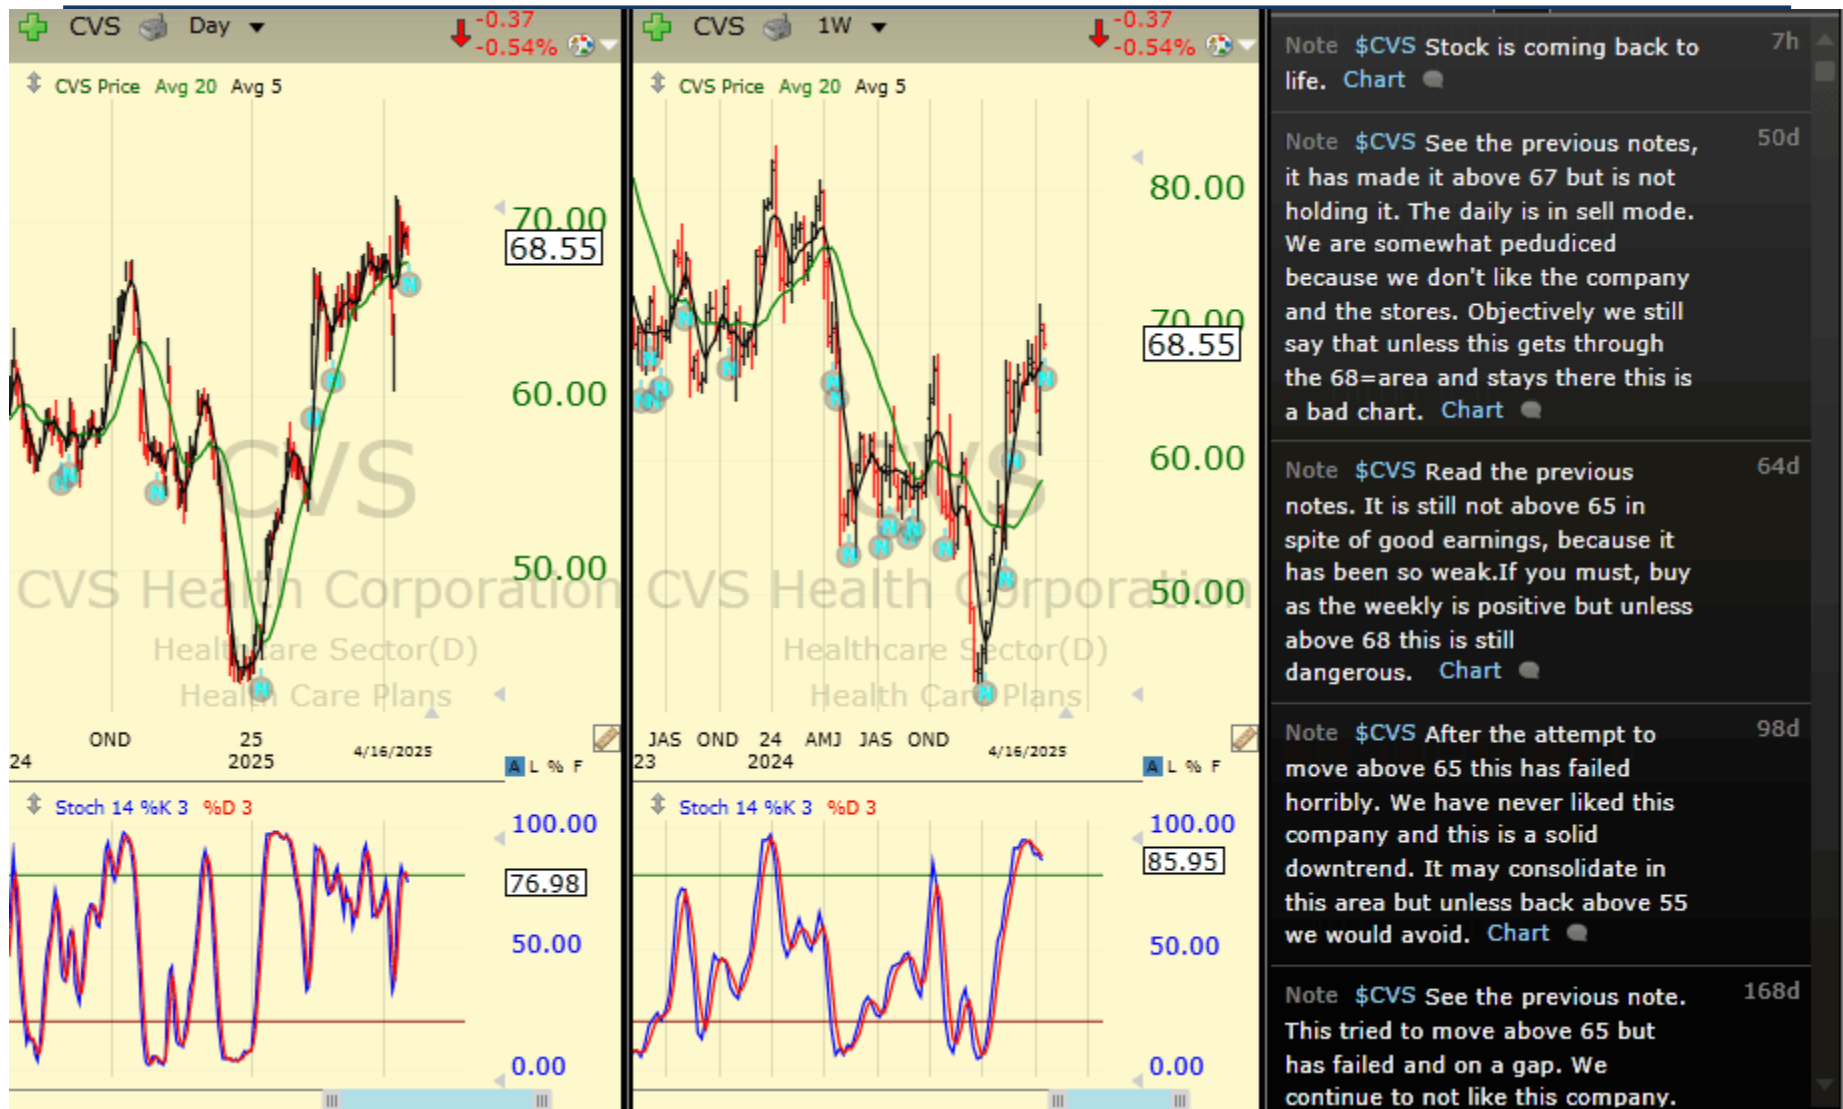 CVS Day
-0.37
-0.54%
CVS Price Avg 20 Avg 5
70.00
68.55
60.00
50.00
CVS
CVS Health Corporation
Healthcare Sector(D)
Health Care Plans
N N N N N N N
OND 25 4/16/2025
24 2025
A L % F
Stoch 14 %K 3 %D 3
100.00
76.98
50.00
0.00
CVS 1W
-0.37
-0.54%
CVS Price Avg 20 Avg 5
80.00
70.00
68.55
60.00
50.00
CVS
CVS Health Corporation
Healthcare Sector(D)
Health Care Plans
JAS OND 24 AMJ JAS OND 4/16/2025
23 2024
A L % F
Stoch 14 %K 3 %D 3
100.00
85.95
50.00
0.00
Note $CVS Stock is coming back to 7h
life. Chart
Note $CVS See the previous notes, 50d
it has made it above 67 but is not
holding it. The daily is in sell mode.
We are somewhat pedudiced
because we don't like the company
and the stores. Objectively we still
say that unless this gets through
the 68=area and stays there this is
a bad chart. Chart
Note $CVS Read the previous 64d
notes. It is still not above 65 in
spite of good earnings, because it
has been so weak.If you must, buy
as the weekly is positive but unless
above 68 this is still
dangerous. Chart
Note $CVS After the attempt to 98d
move above 65 this has failed
horribly. We have never liked this
company and this is a solid
downtrend. It may consolidate in
this area but unless back above 55
we would avoid. Chart
Note $CVS See the previous note. 168d
This tried to move above 65 but
has failed and on a gap. We
continue to not like this company.